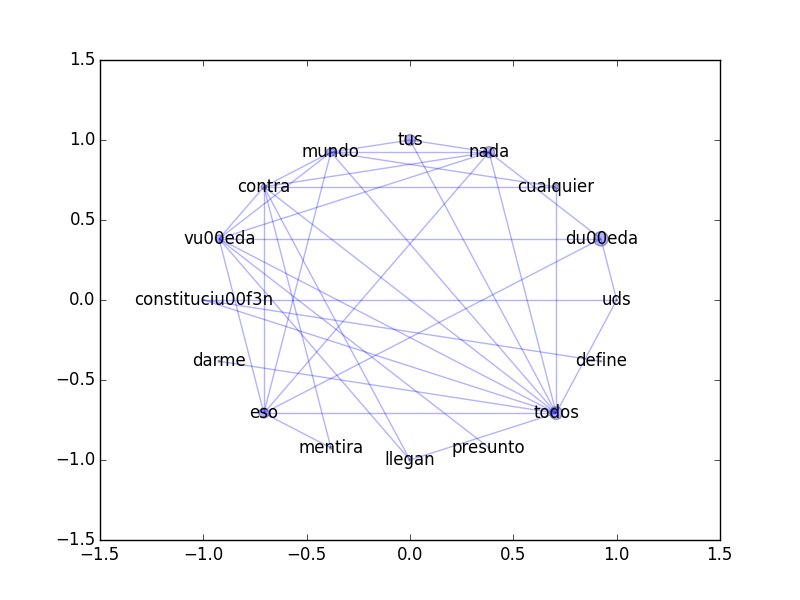 1.5
tus
1.0
mundo
nada
contra
cualquier
0.5
vu00eda
du00eda
0.0
constituciu00f3n
uds
darme
define
−0.5
eso
todos
mentira
llegan
presunto
−1.0
−1.5
−1.5 −1.0 −0.5 0.0 0.5 1.0 1.5